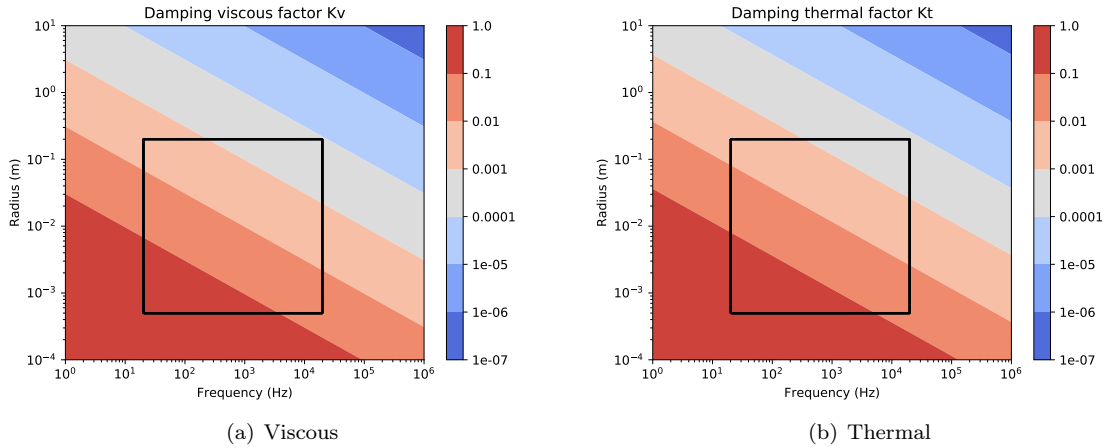 Damping viscous factor Kv
Radius (m)
10^1
10^0
10^-1
10^-2
10^-3
10^-4
10^0 10^1 10^2 10^3 10^4 10^5 10^6
Frequency (Hz)
1.0
0.1
0.01
0.001
0.0001
1e-05
1e-06
1e-07
(a) Viscous
Damping thermal factor Kt
Radius (m)
10^1
10^0
10^-1
10^-2
10^-3
10^-4
10^0 10^1 10^2 10^3 10^4 10^5 10^6
Frequency (Hz)
1.0
0.1
0.01
0.001
0.0001
1e-05
1e-06
1e-07
(b) Thermal